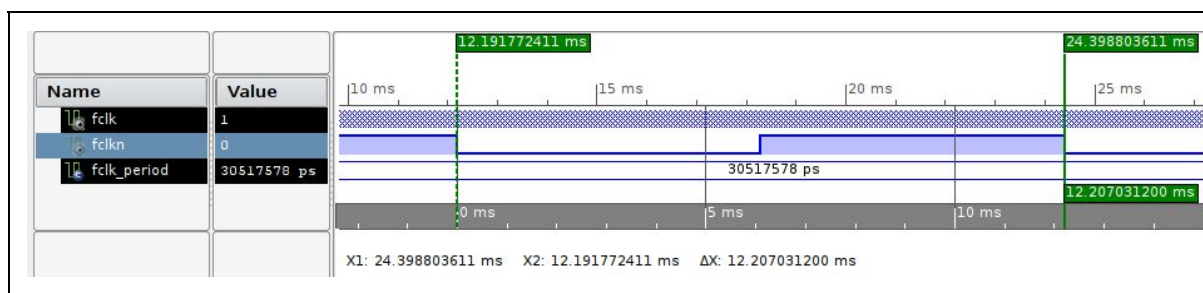 12.191772411 ms 24.398803611 ms
Name Value 10 ms 15 ms 20 ms 25 ms
fclk 1
fclkn 0
fclk_period 30517578 ps 30517578 ps
12.207031200 ms
0 ms 5 ms 10 ms
X1: 24.398803611 ms X2: 12.191772411 ms ΔX: 12.207031200 ms